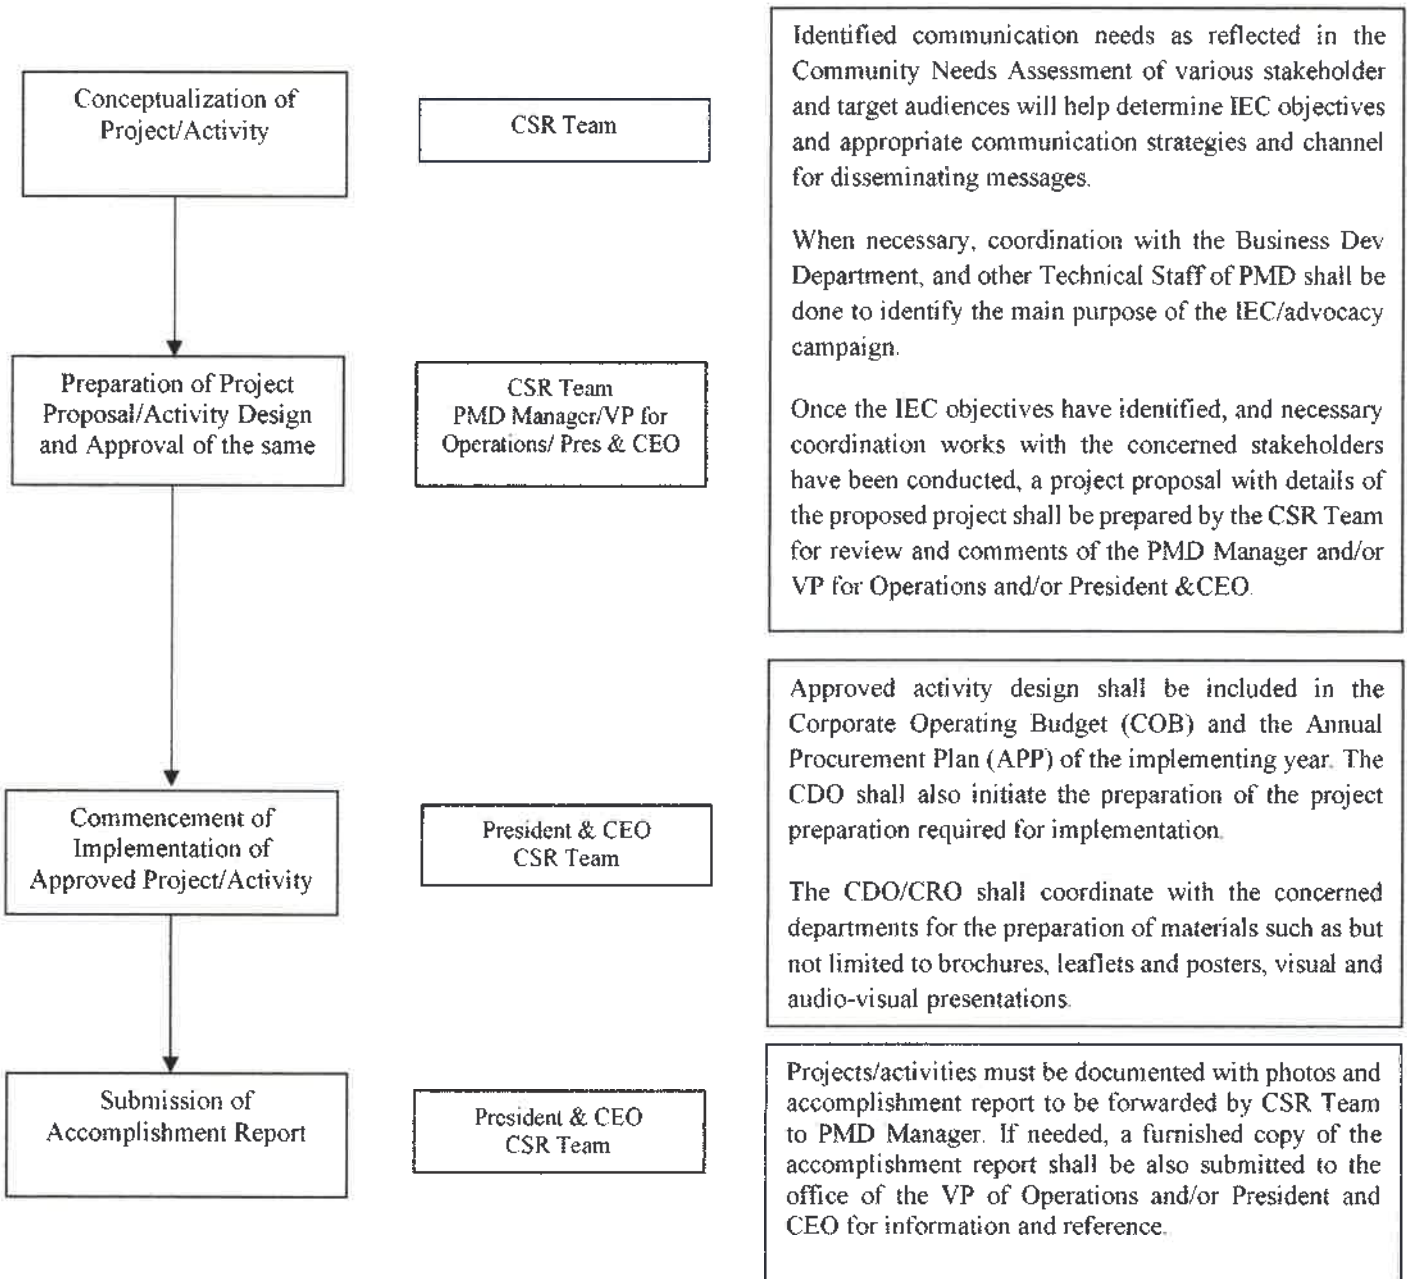 Conceptualization of
Project/Activity
CSR Team
Identified communication needs as reflected in the
Community Needs Assessment of various stakeholder
and target audiences will help determine IEC objectives
and appropriate communication strategies and channel
for disseminating messages.
When necessary, coordination with the Business Dev
Department, and other Technical Staff of PMD shall be
done to identify the main purpose of the IEC/advocacy
campaign.
Preparation of Project
Proposal/Activity Design
and Approval of the same
CSR Team
PMD Manager/VP for
Operations/ Pres & CEO
Once the IEC objectives have identified, and necessary
coordination works with the concerned stakeholders
have been conducted, a project proposal with details of
the proposed project shall be prepared by the CSR Team
for review and comments of the PMD Manager and/or
VP for Operations and/or President &CEO.
Commencement of
Implementation of
Approved Project/Activity
President & CEO
CSR Team
Approved activity design shall be included in the
Corporate Operating Budget (COB) and the Annual
Procurement Plan (APP) of the implementing year. The
CDO shall also initiate the preparation of the project
preparation required for implementation.
The CDO/CRO shall coordinate with the concerned
departments for the preparation of materials such as but
not limited to brochures, leaflets and posters, visual and
audio-visual presentations.
Submission of
Accomplishment Report
President & CEO
CSR Team
Projects/activities must be documented with photos and
accomplishment report to be forwarded by CSR Team
to PMD Manager. If needed, a furnished copy of the
accomplishment report shall be also submitted to the
office of the VP of Operations and/or President and
CEO for information and reference.